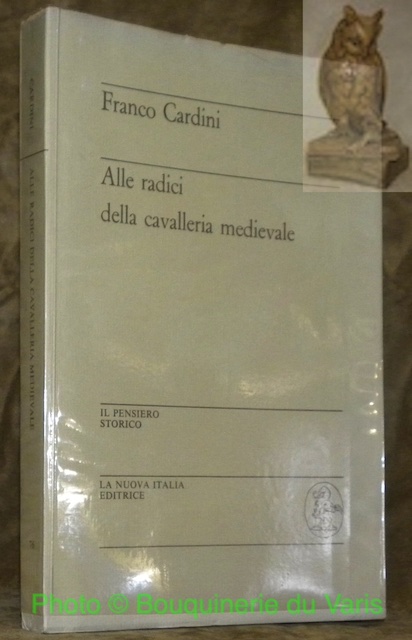 Franco Cardini
Alle radici
della cavalleria medievale
IL PENSIERO
STORICO
LA NUOVA ITALIA
EDITRICE
CARDINI
ALLE RADICI DELLA CAVALLERIA MEDIEVALE
Photo © Bouquinerie du Varis